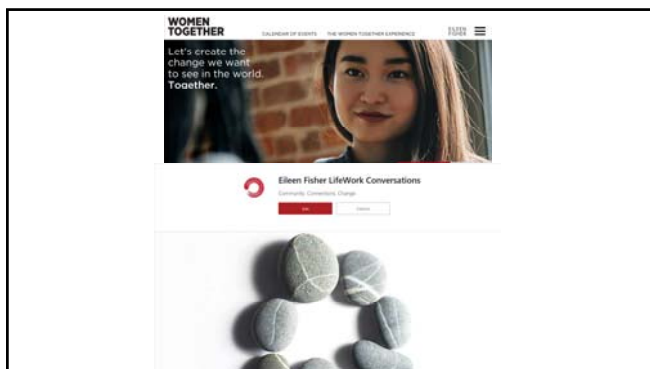 WOMEN
TOGETHER
CALENDAR OF EVENTS THE WOMEN TOGETHER EXPERIENCE
EILEEN
FISHER
Let's create the
change we want
to see in the world.
Together.
Eileen Fisher LifeWork Conversations
Community. Connections. Change.